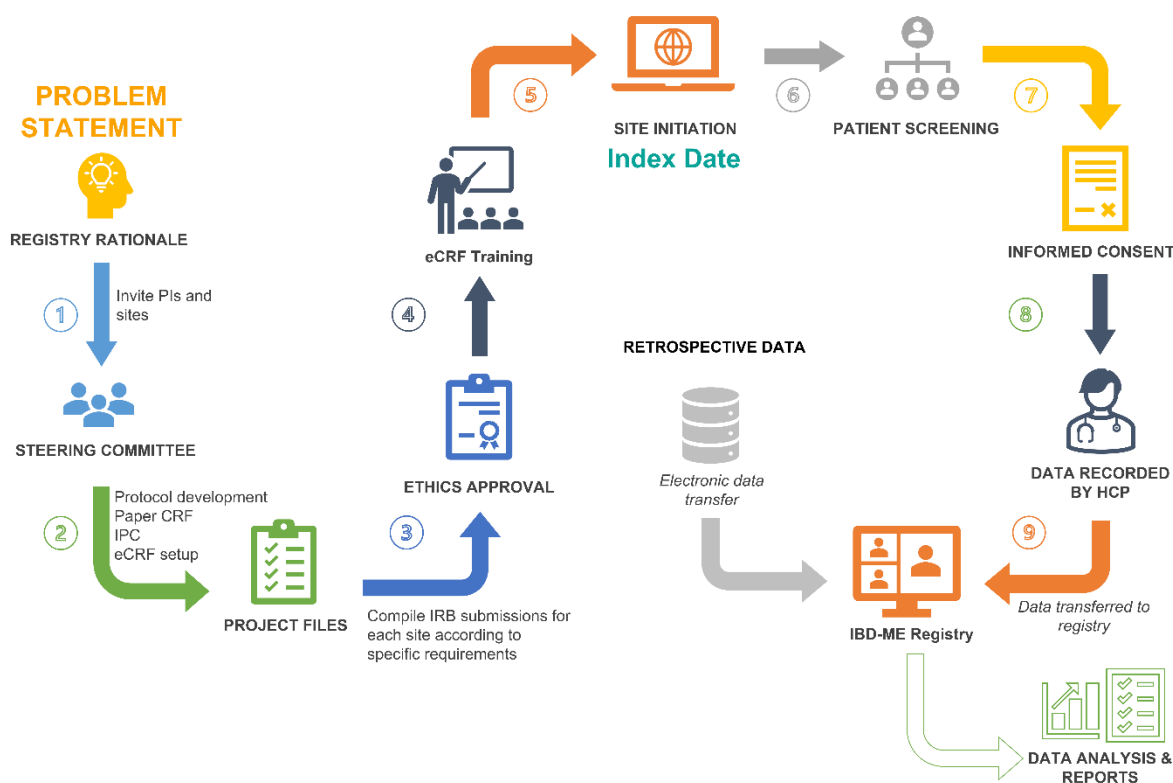 PROBLEM
STATEMENT
REGISTRY RATIONALE
1
Invite PIs and
sites
STEERING COMMITTEE
2
Protocol development
Paper CRF
IPC
eCRF setup
PROJECT FILES
3
Compile IRB submissions for
each site according to
specific requirements
ETHICS APPROVAL
4
eCRF Training
5
SITE INITIATION
Index Date
6
PATIENT SCREENING
7
INFORMED CONSENT
8
DATA RECORDED
BY HCP
9
Data transferred to
registry
RETROSPECTIVE DATA
Electronic data
transfer
IBD-ME Registry
DATA ANALYSIS &
REPORTS